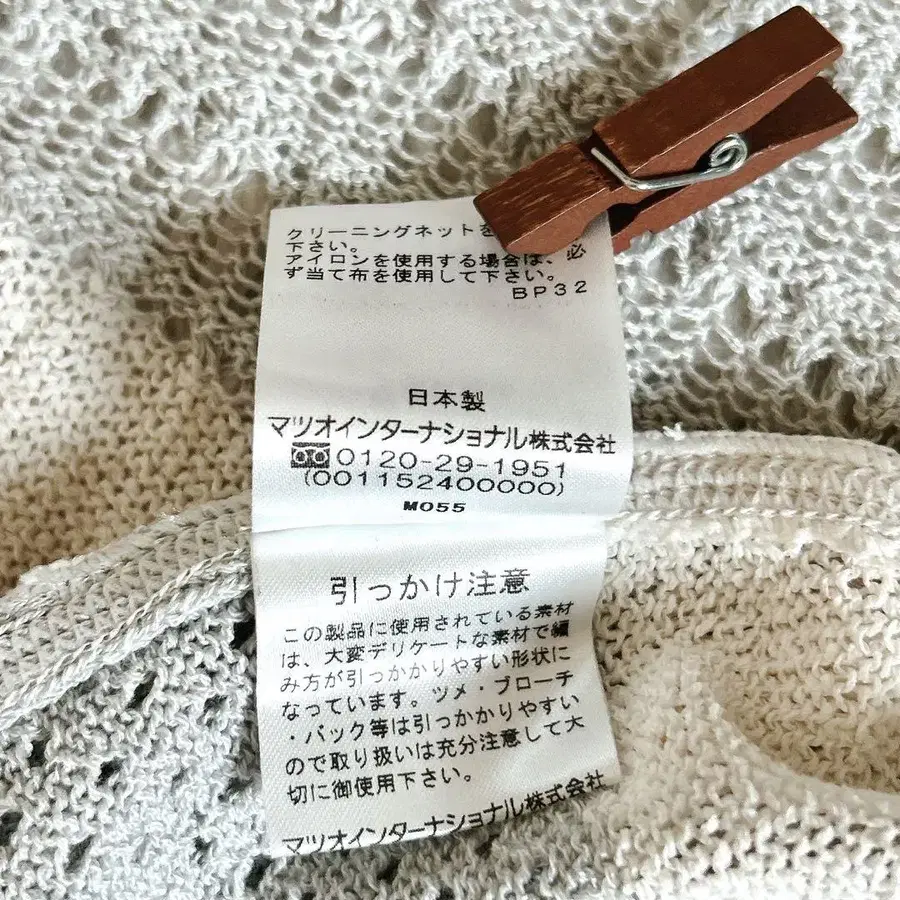 クリーニングネットを
下さい。
アイロンを使用する場合は、必
ず当て布を使用して下さい。
BP32
日本製
マツオインターナショナル株式会社
0120-29-1951
(001152400000)
M055
引っかけ注意
この製品に使用されている素材
は、大変デリケートな素材で編
み方が引っかかりやすい形状に
なっています。ツメ・ブローチ
・バック等は引っかかりやすい
ので取り扱いは充分注意して大
切に御使用下さい。
マツオインターナショナル株式会社